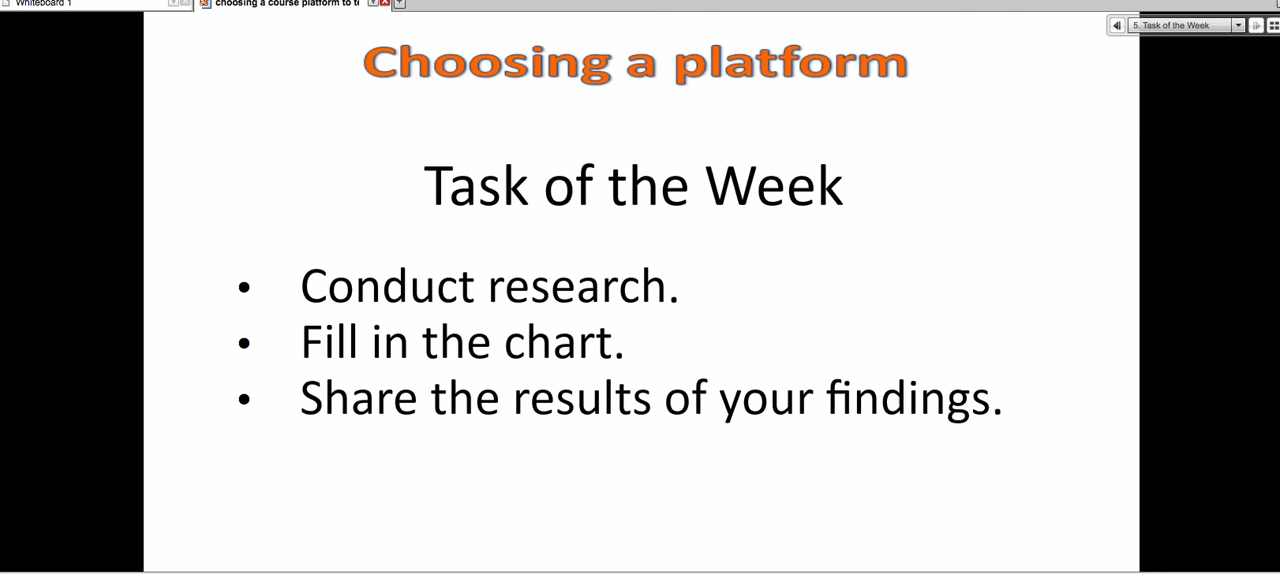 Whiteboard 1
choosing a course platform to te
5. Task of the Week
Choosing a platform
Task of the Week
• Conduct research.
• Fill in the chart.
• Share the results of your findings.